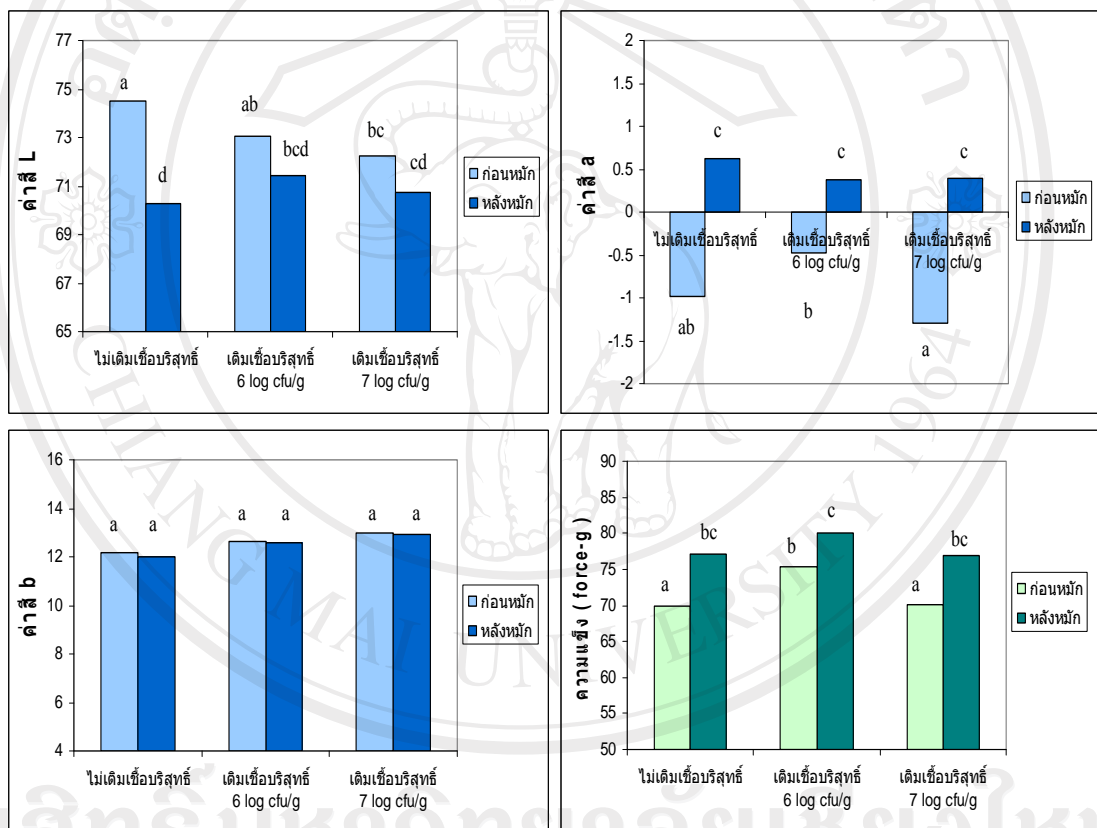 77
75
73
71
69
67
65
ค่าสี L
a
d
ab
bcd
bc
cd
ไม่เติมเชื้อบริสุทธิ์
เติมเชื้อบริสุทธิ์
6 log cfu/g
เติมเชื้อบริสุทธิ์
7 log cfu/g
ก่อนหมัก
หลังหมัก
2
1.5
1
0.5
0
-0.5
-1
-1.5
-2
ค่าสี a
c
c
c
ไม่เติมเชื้อบริสุทธิ์
เติมเชื้อบริสุทธิ์
6 log cfu/g
เติมเชื้อบริสุทธิ์
7 log cfu/g
ab
b
a
ก่อนหมัก
หลังหมัก
16
14
12
10
8
6
4
ค่าสี b
a
a
a
a
a
a
ไม่เติมเชื้อบริสุทธิ์
เติมเชื้อบริสุทธิ์
6 log cfu/g
เติมเชื้อบริสุทธิ์
7 log cfu/g
ก่อนหมัก
หลังหมัก
90
85
80
75
70
65
60
55
50
ความแข็ง (force-g)
a
bc
b
c
a
bc
ไม่เติมเชื้อบริสุทธิ์
เติมเชื้อบริสุทธิ์
6 log cfu/g
เติมเชื้อบริสุทธิ์
7 log cfu/g
ก่อนหมัก
หลังหมัก
CHIANG MAI UNIVERSITY 1964